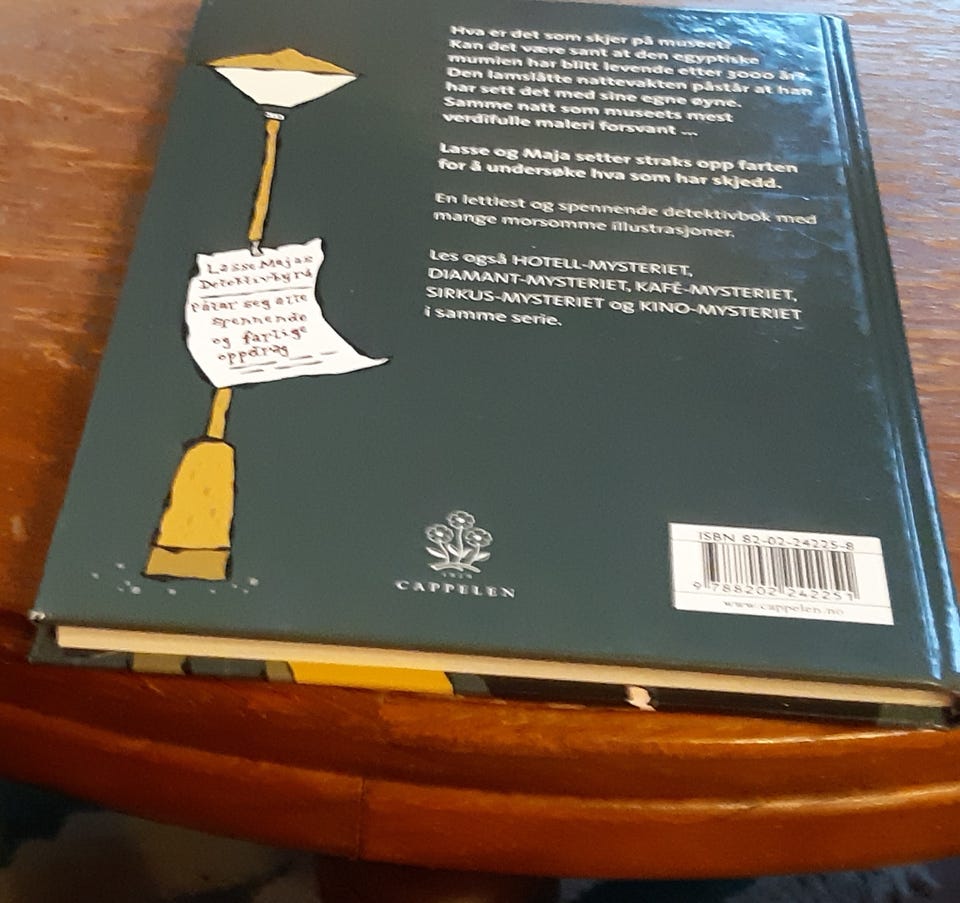 Hva er det som skjer på museet?
Kan det være sant at den egyptiske
mumien har blitt levende etter 3000 år?
Den lamslåtte nattevakten påstår at han
har sett det med sine egne øyne.
Samme natt som museets mest
verdifulle maleri forsvant ...
Lasse og Maja setter straks opp farten
for å undersøke hva som har skjedd.
En lettlest og spennende detektivbok med
mange morsomme illustrasjoner.
Les også HOTELL-MYSTERIET,
DIAMANT-MYSTERIET, KAFÉ-MYSTERIET,
SIRKUS-MYSTERIET og KINO-MYSTERIET
i samme serie.
LasseMajas
Detektivbyrå
Påtar seg alle
spennende
og farlige
oppdrag
CAPPELEN
ISBN 82-02-24225-8
9 788202 242251
www.cappelen.no